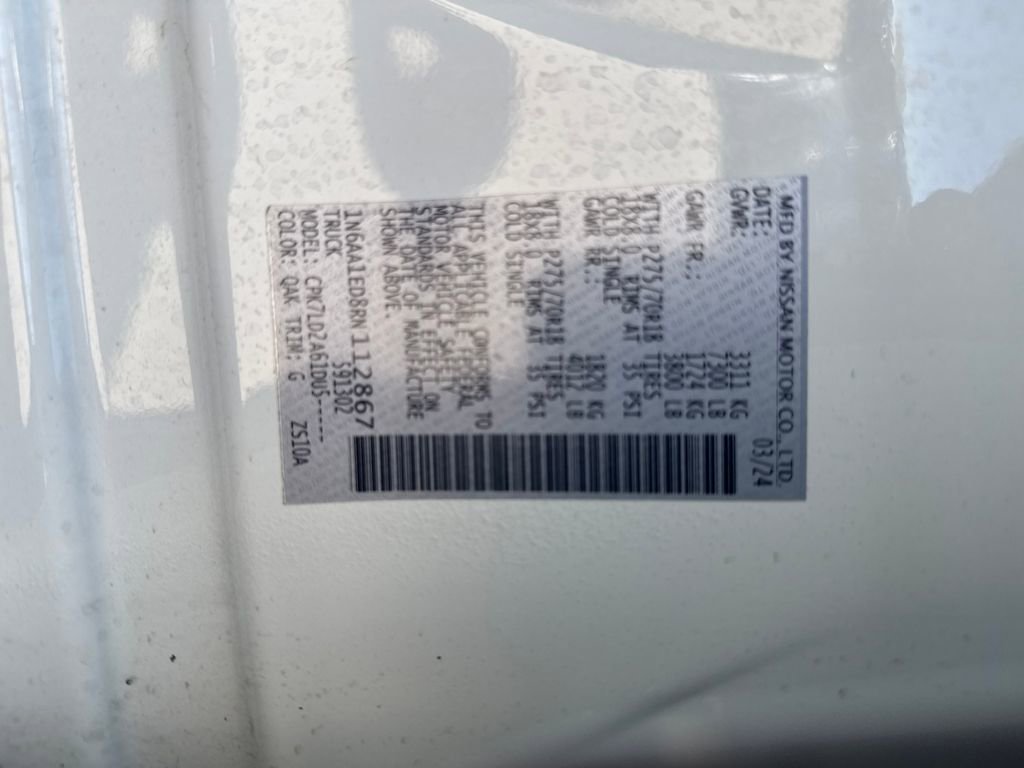 MFD BY NISSAN MOTOR CO., LTD.
DATE: 03/24
GVWR: 3311 KG
7300 LB
GAWR FR.: 1724 KG
3800 LB
WITH P275/70R18 TIRES
18X8.0 RIMS AT 35 PSI
COLD SINGLE
GAWR RR.: 1820 KG
4012 LB
WITH P275/70R18 TIRES
18X8.0 RIMS AT 35 PSI
COLD SINGLE
THIS VEHICLE CONFORMS TO
ALL APPLICABLE FEDERAL
MOTOR VEHICLE SAFETY
STANDARDS IN EFFECT ON
THE DATE OF MANUFACTURE
SHOWN ABOVE.
1N6AA1ED8RN112867
TRUCK 591302
MODEL: CPK7LD2A61DU5-----
COLOR: QAK TRIM: G ZS10A